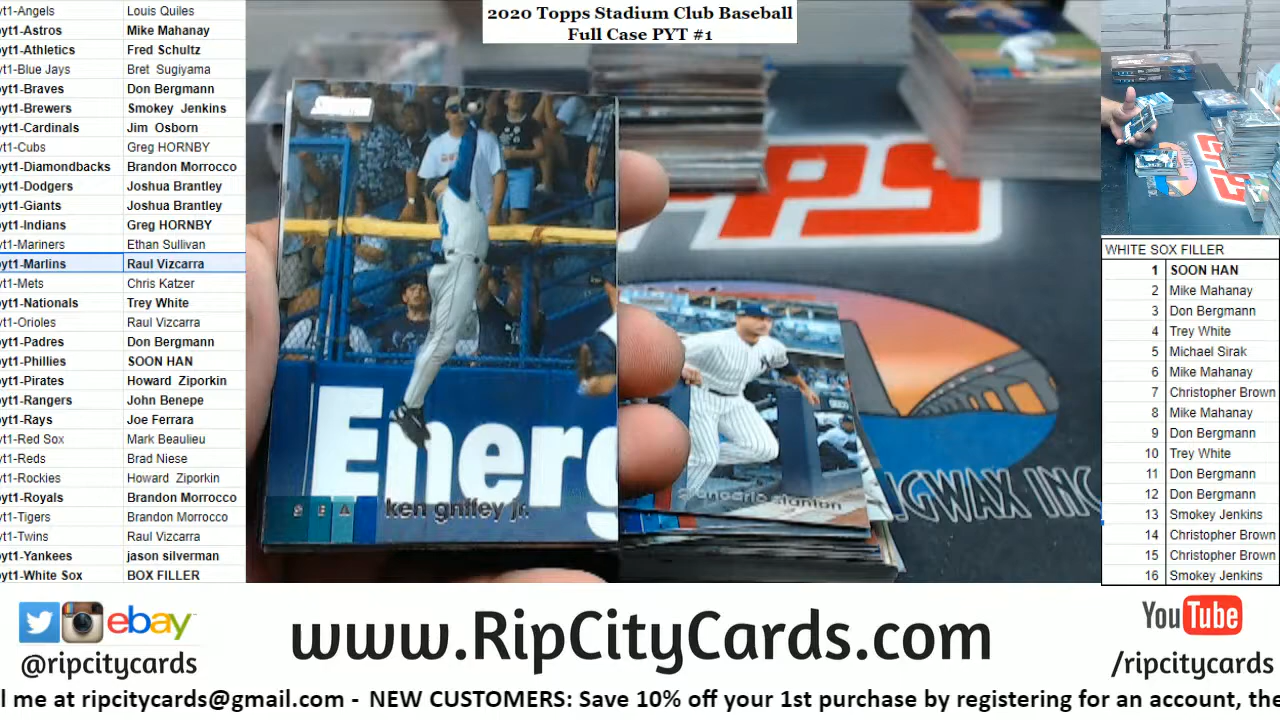 2020 Topps Stadium Club Baseball
Full Case PYT #1
yt1-Angels Louis Quiles
yt1-Astros Mike Mahanay
yt1-Athletics Fred Schultz
yt1-Blue Jays Bret Sugiyama
yt1-Braves Don Bergmann
yt1-Brewers Smokey Jenkins
yt1-Cardinals Jim Osborn
yt1-Cubs Greg HORNBY
yt1-Diamondbacks Brandon Morrocco
yt1-Dodgers Joshua Brantley
yt1-Giants Joshua Brantley
yt1-Indians Greg HORNBY
yt1-Mariners Ethan Sullivan
yt1-Marlins Raul Vizcarra
yt1-Mets Chris Katzer
yt1-Nationals Trey White
yt1-Orioles Raul Vizcarra
yt1-Padres Don Bergmann
yt1-Phillies SOON HAN
yt1-Pirates Howard Ziporkin
yt1-Rangers John Benepe
yt1-Rays Joe Ferrara
yt1-Red Sox Mark Beaulieu
yt1-Reds Brad Niese
yt1-Rockies Howard Ziporkin
yt1-Royals Brandon Morrocco
yt1-Tigers Brandon Morrocco
yt1-Twins Raul Vizcarra
yt1-Yankees jason silverman
yt1-White Sox BOX FILLER
Energ
SEA ken griffey jr.
giancarlo stanton
PS
NGWAX INC
WHITE SOX FILLER
1 SOON HAN
2 Mike Mahanay
3 Don Bergmann
4 Trey White
5 Michael Sirak
6 Mike Mahanay
7 Christopher Brown
8 Mike Mahanay
9 Don Bergmann
10 Trey White
11 Don Bergmann
12 Don Bergmann
13 Smokey Jenkins
14 Christopher Brown
15 Christopher Brown
16 Smokey Jenkins
ebay
@ripcitycards
www.RipCityCards.com
YouTube
/ripcitycards
l me at ripcitycards@gmail.com - NEW CUSTOMERS: Save 10% off your 1st purchase by registering for an account, the